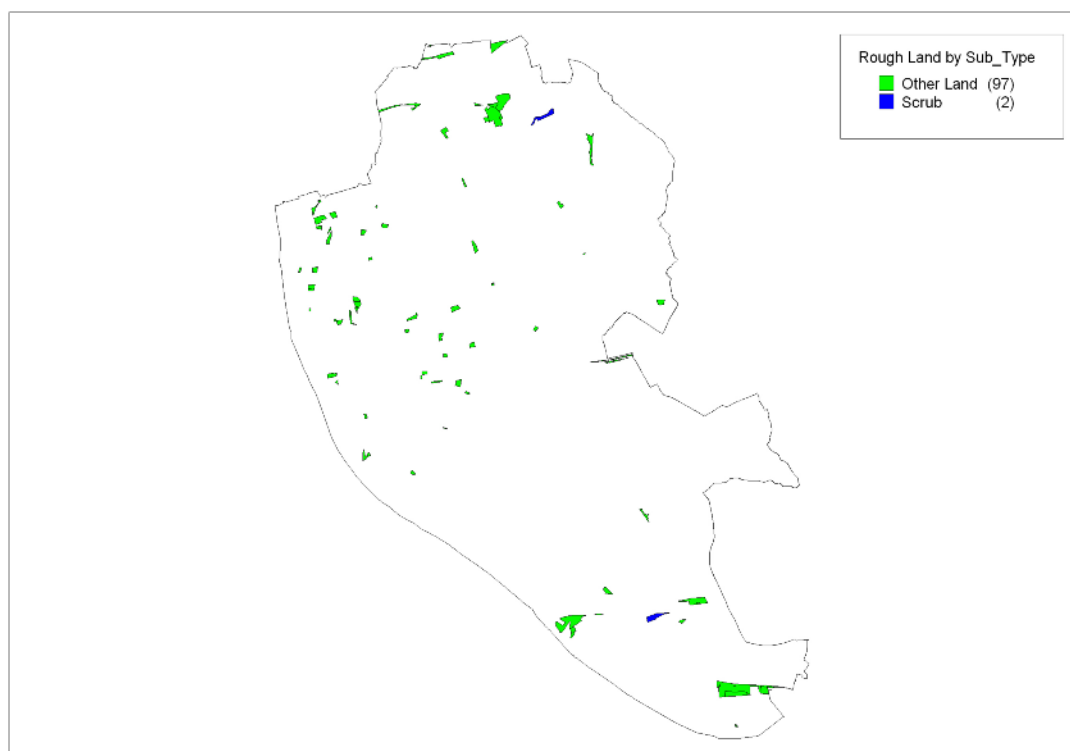 Rough Land by Sub_Type
Other Land (97)
Scrub (2)